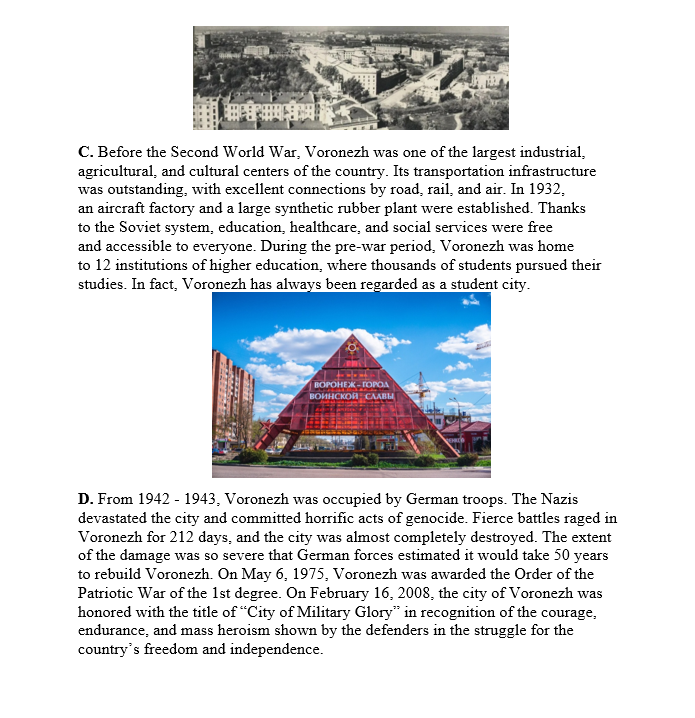 C. Before the Second World War, Voronezh was one of the largest industrial,
agricultural, and cultural centers of the country. Its transportation infrastructure
was outstanding, with excellent connections by road, rail, and air. In 1932,
an aircraft factory and a large synthetic rubber plant were established. Thanks
to the Soviet system, education, healthcare, and social services were free
and accessible to everyone. During the pre-war period, Voronezh was home
to 12 institutions of higher education, where thousands of students pursued their
studies. In fact, Voronezh has always been regarded as a student city.
ВОРОНЕЖ - ГОРОД
ВОИНСКОЙ СЛАВЫ
D. From 1942 - 1943, Voronezh was occupied by German troops. The Nazis
devastated the city and committed horrific acts of genocide. Fierce battles raged in
Voronezh for 212 days, and the city was almost completely destroyed. The extent
of the damage was so severe that German forces estimated it would take 50 years
to rebuild Voronezh. On May 6, 1975, Voronezh was awarded the Order of the
Patriotic War of the 1st degree. On February 16, 2008, the city of Voronezh was
honored with the title of “City of Military Glory” in recognition of the courage,
endurance, and mass heroism shown by the defenders in the struggle for the
country’s freedom and independence.